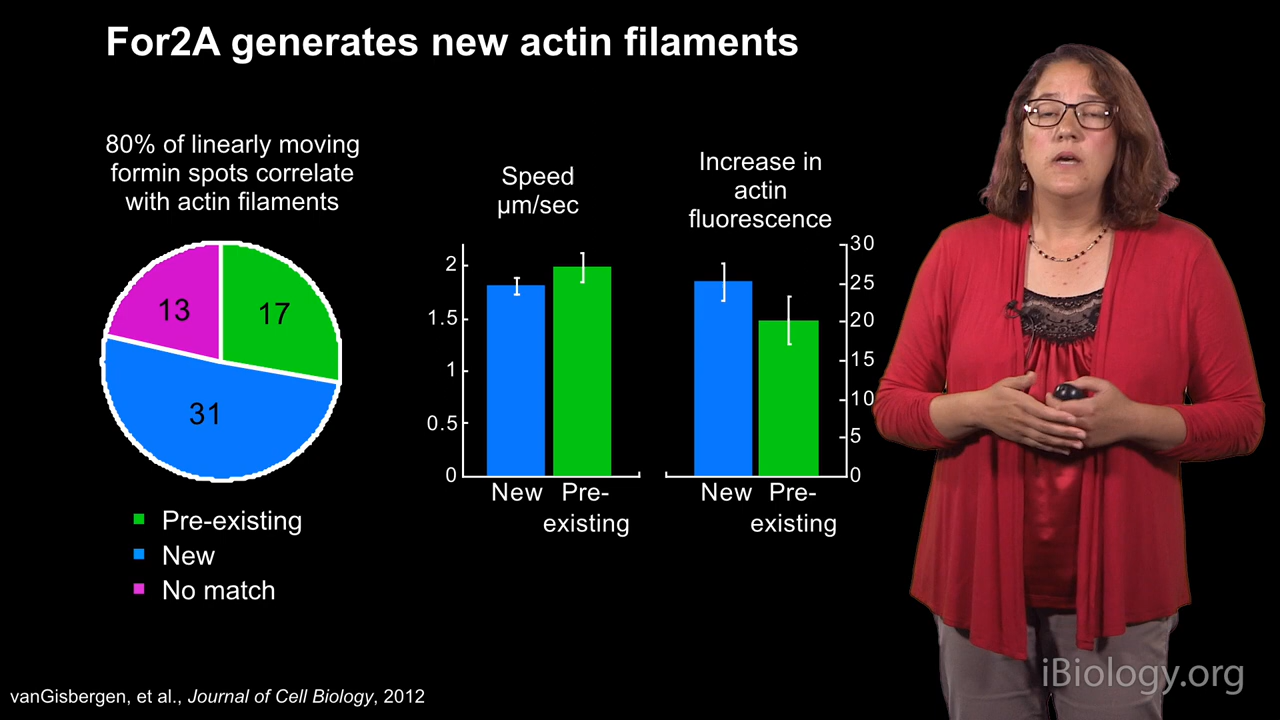 For2A generates new actin filaments
80% of linearly moving
formin spots correlate
with actin filaments
13
17
31
Pre-existing
New
No match
Speed
µm/sec
2
1.5
1
0.5
0
New Pre-
existing
Increase in
actin
fluorescence
30
25
20
15
10
5
0
New Pre-
existing
vanGisbergen, et al., Journal of Cell Biology, 2012
iBiology.org